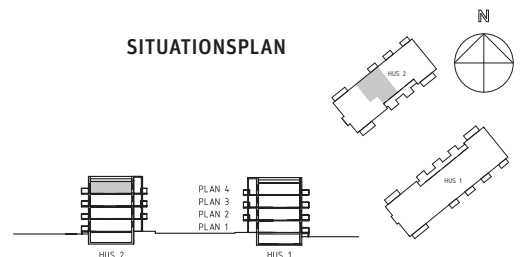 N
SITUATIONSPLAN
HUS 2
HUS 1
PLAN 4
PLAN 3
PLAN 2
PLAN 1
HUS 2
HUS 1